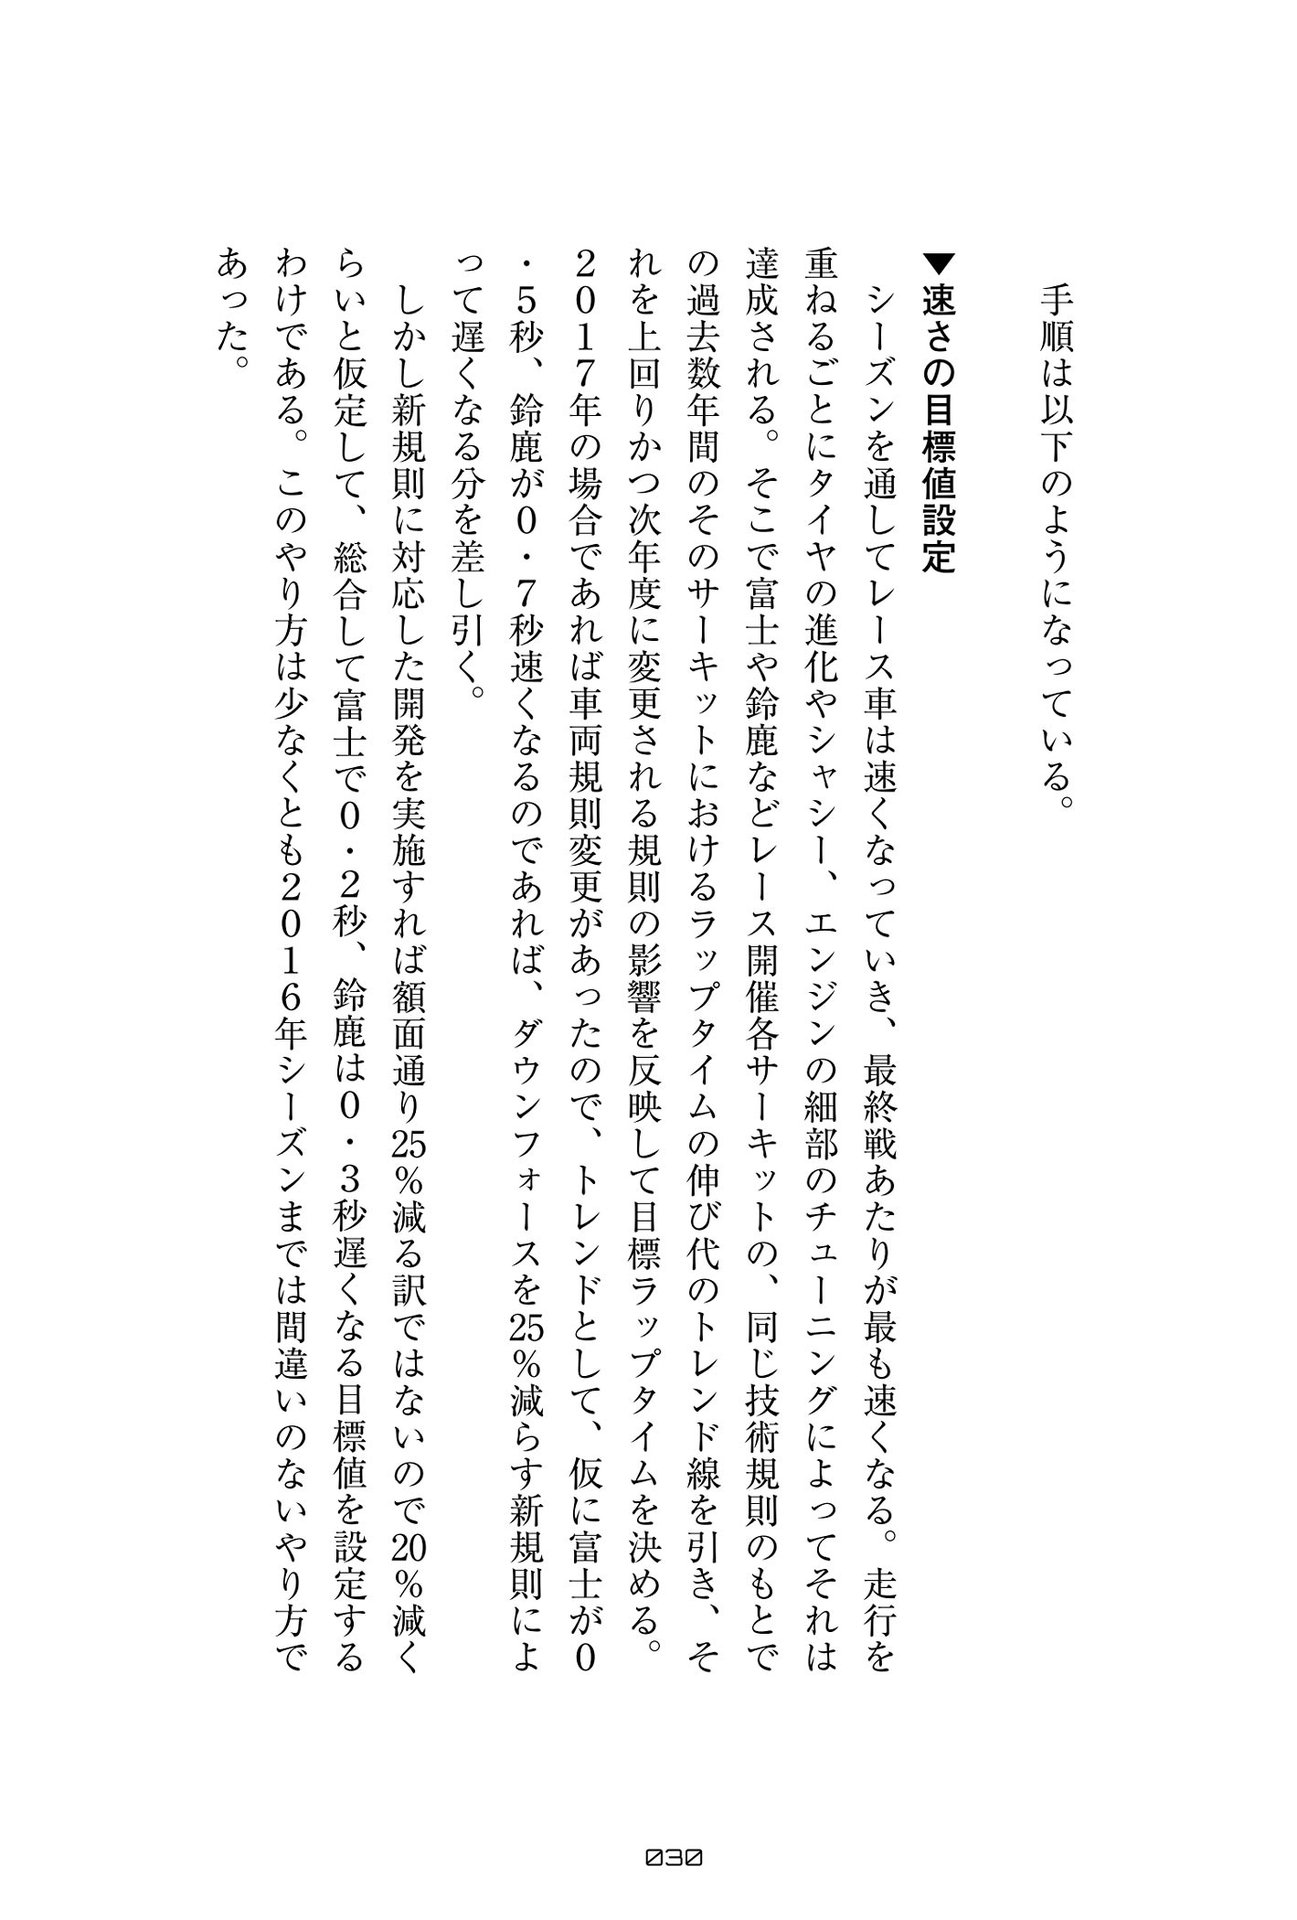 手順は以下のようになっている。
▼速さの目標値設定
シーズンを通してレース車は速くなっていき、最終戦あたりが最も速くなる。走行を
重ねるごとにタイヤの進化やシャシー、エンジンの細部のチューニングによってそれは
達成される。そこで富士や鈴鹿などレース開催各サーキットの、同じ技術規則のもとで
の過去数年間のそのサーキットにおけるラップタイムの伸び代のトレンド線を引き、そ
れを上回りかつ次年度に変更される規則の影響を反映して目標ラップタイムを決める。
2017年の場合であれば車両規則変更があったので、トレンドとして、仮に富士が0
・5秒、鈴鹿が0・7秒速くなるのであれば、ダウンフォースを25％減らす新規則によ
って遅くなる分を差し引く。
しかし新規則に対応した開発を実施すれば額面通り25％減る訳ではないので20％減く
らいと仮定して、総合して富士で0・2秒、鈴鹿は0・3秒遅くなる目標値を設定する
わけである。このやり方は少なくとも2016年シーズンまでは間違いのないやり方で
あった。
030